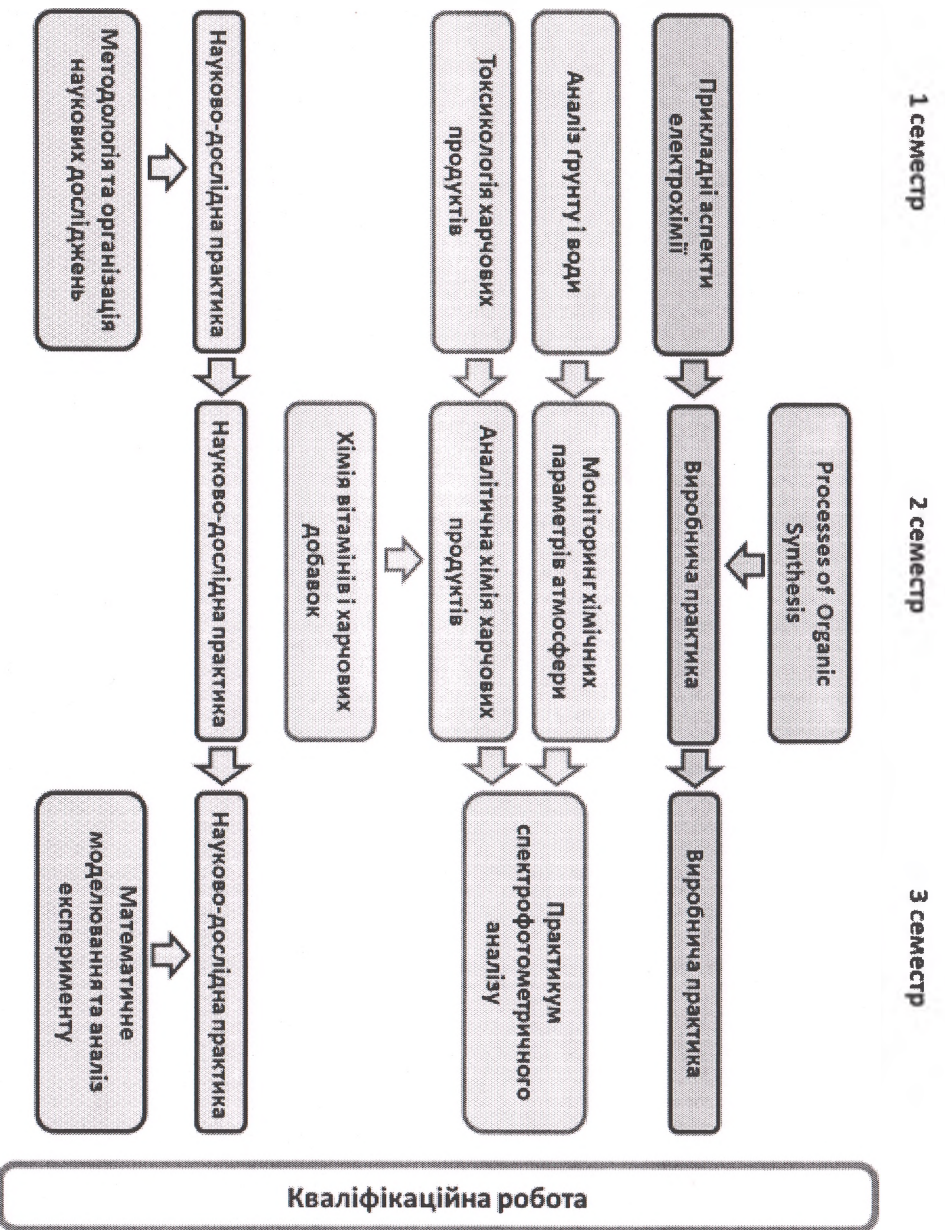 1 семестр
2 семестр
3 семестр
Processes of Organic
Synthesis
Прикладні аспекти
електрохімії
Виробнича практика
Виробнича практика
Аналіз ґрунту і води
Моніторинг хімічних
параметрів атмосфери
Токсикологія харчових
продуктів
Аналітична хімія харчових
продуктів
Практикум
спектрофотометричного
аналізу
Хімія вітамінів і харчових
добавок
Науково-дослідна практика
Науково-дослідна практика
Науково-дослідна практика
Методологія та організація
наукових досліджень
Математичне
моделювання та аналіз
експерименту
Кваліфікаційна робота